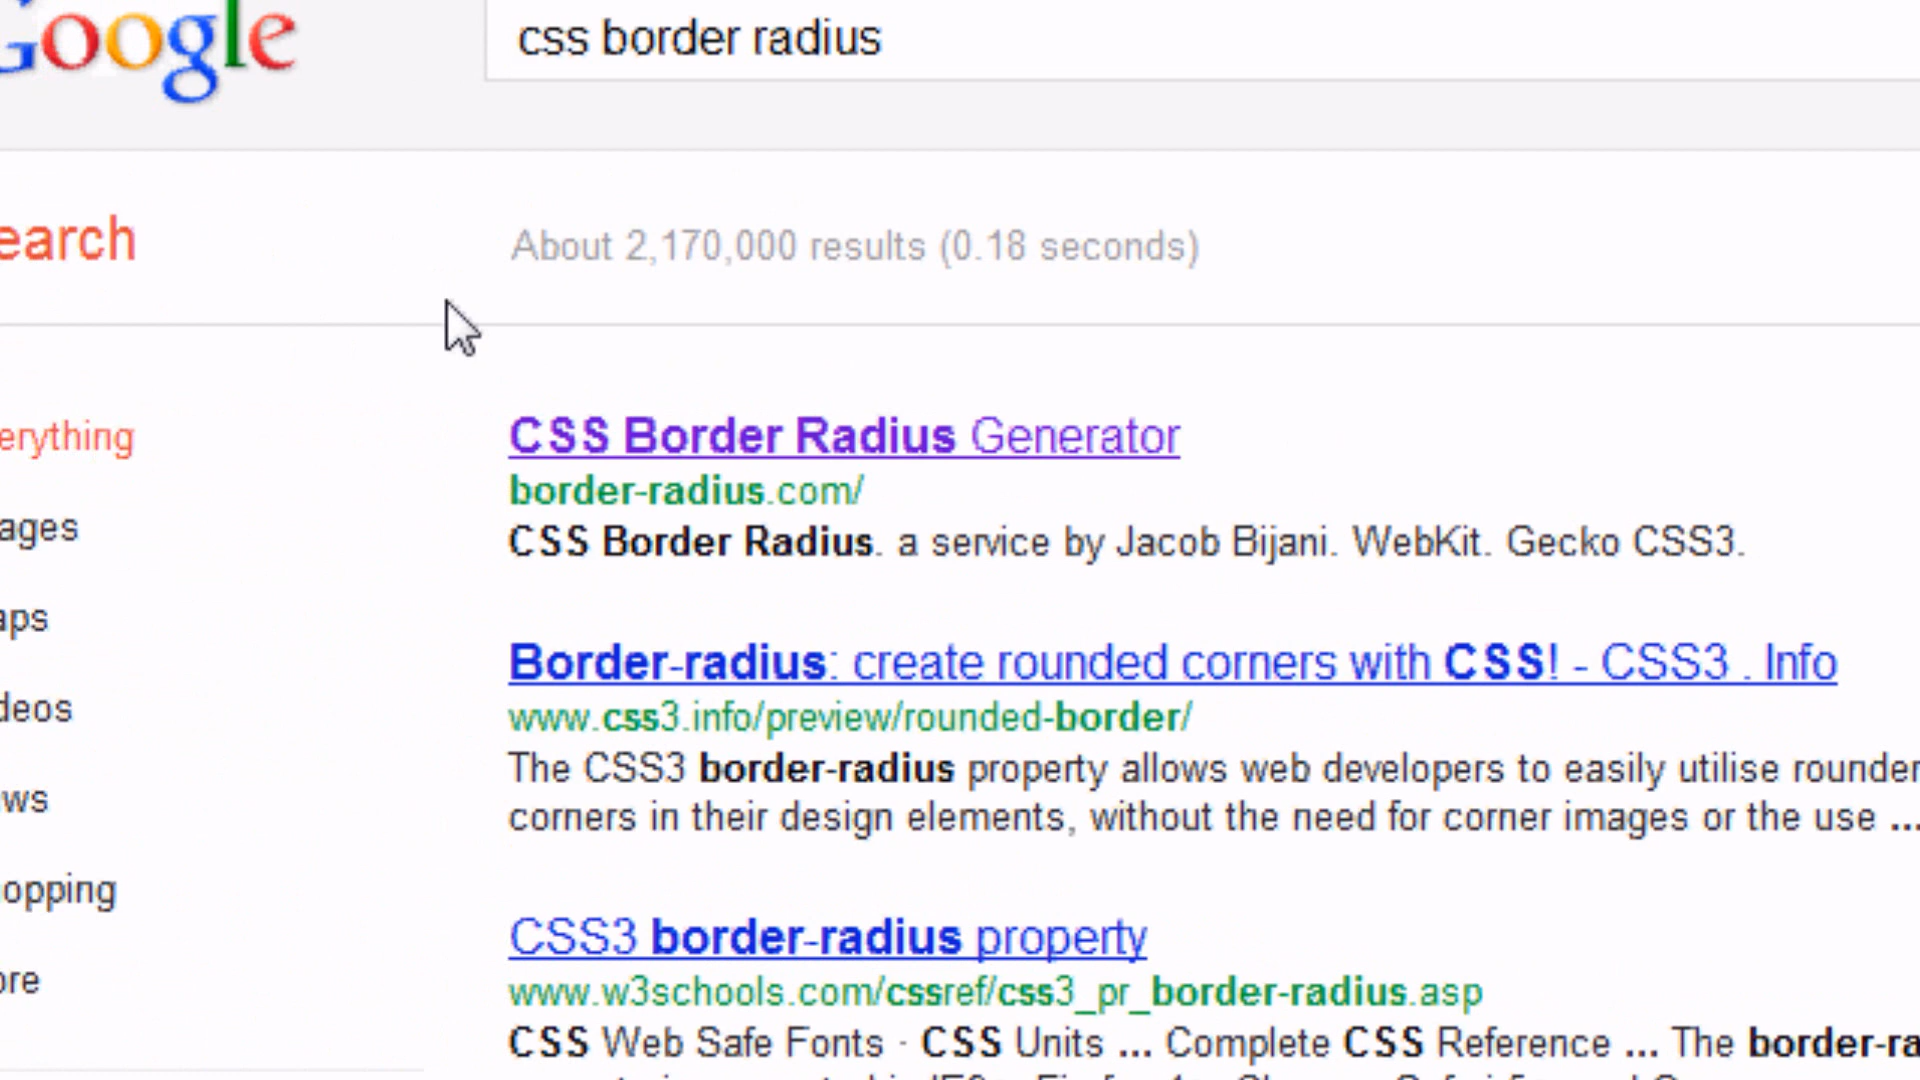 Google
css border radius
earch
About 2,170,000 results (0.18 seconds)
erything
ages
aps
deos
ws
opping
ore
CSS Border Radius Generator
border-radius.com/
CSS Border Radius. a service by Jacob Bijani. WebKit. Gecko CSS3.
Border-radius: create rounded corners with CSS! - CSS3 . Info
www.css3.info/preview/rounded-border/
The CSS3 border-radius property allows web developers to easily utilise rounder
corners in their design elements, without the need for corner images or the use ...
CSS3 border-radius property
www.w3schools.com/cssref/css3_pr_border-radius.asp
CSS Web Safe Fonts · CSS Units ... Complete CSS Reference ... The border-ra